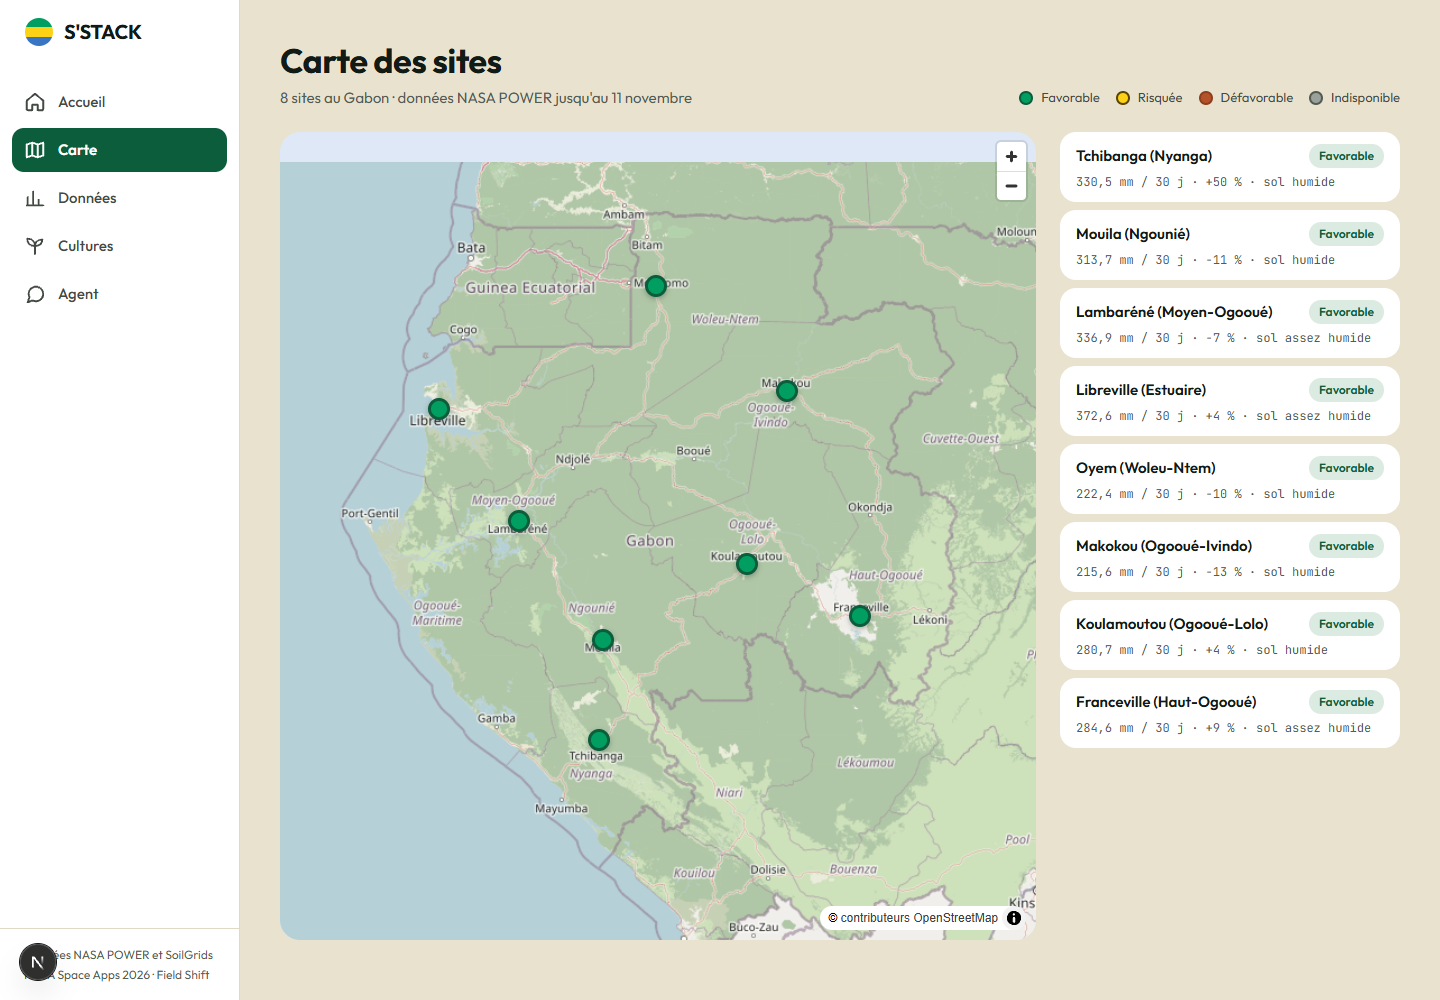 S'STACK
Accueil
Carte
Données
Cultures
Agent
ées NASA POWER et SoilGrids
Space Apps 2026 · Field Shift
N
Carte des sites
8 sites au Gabon · données NASA POWER jusqu'au 11 novembre
Favorable
Risquée
Défavorable
Indisponible
+
−
Ambam
Bata
Bitam
Moloun
Guinea Ecuatorial
Woleu-Ntem
Cogo
Ogooué-
Ivindo
Libreville
Cuvette-Ouest
Booué
Ndjolé
Moyen-Ogooué
Port-Gentil
Okondja
Ogooué-
Lolo
Gabon
Haut-Ogooué
Ogooué-
Maritime
Ngounié
Lékoni
Gamba
Tchibanga
Nyanga
Lékoumou
Niari
Mayumba
Pool
Kouilou
Dolisie
Bouenza
Kins
Buco-Zau
© contributeurs OpenStreetMap
Tchibanga (Nyanga)
Favorable
330,5 mm / 30 j · +50 % · sol humide
Mouila (Ngounié)
Favorable
313,7 mm / 30 j · -11 % · sol humide
Lambaréné (Moyen-Ogooué)
Favorable
336,9 mm / 30 j · -7 % · sol assez humide
Libreville (Estuaire)
Favorable
372,6 mm / 30 j · +4 % · sol assez humide
Oyem (Woleu-Ntem)
Favorable
222,4 mm / 30 j · -10 % · sol humide
Makokou (Ogooué-Ivindo)
Favorable
215,6 mm / 30 j · -13 % · sol humide
Koulamoutou (Ogooué-Lolo)
Favorable
280,7 mm / 30 j · +4 % · sol humide
Franceville (Haut-Ogooué)
Favorable
284,6 mm / 30 j · +9 % · sol assez humide